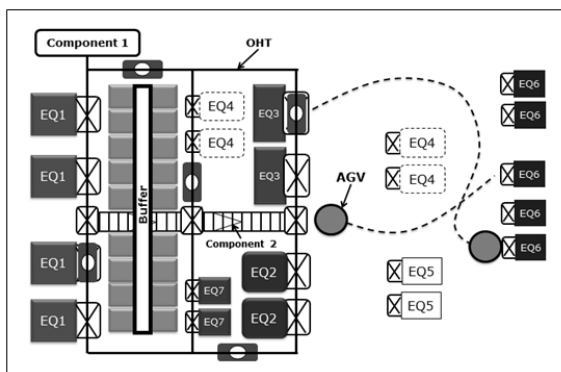 Component 1
OHT
EQ1
EQ4
EQ3
EQ6
EQ6
EQ4
EQ4
EQ1
EQ3
EQ4
EQ6
AGV
Buffer
EQ6
Component 2
EQ1
EQ2
EQ6
EQ5
EQ7
EQ5
EQ1
EQ7
EQ2